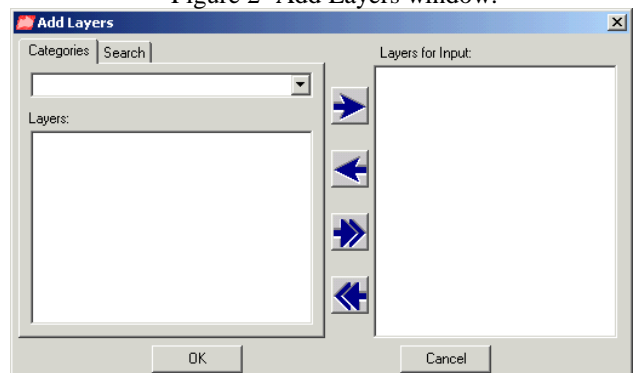 Figure 2- Add Layers window.
Add Layers
Categories Search
Layers for Input:
Layers:
OK Cancel